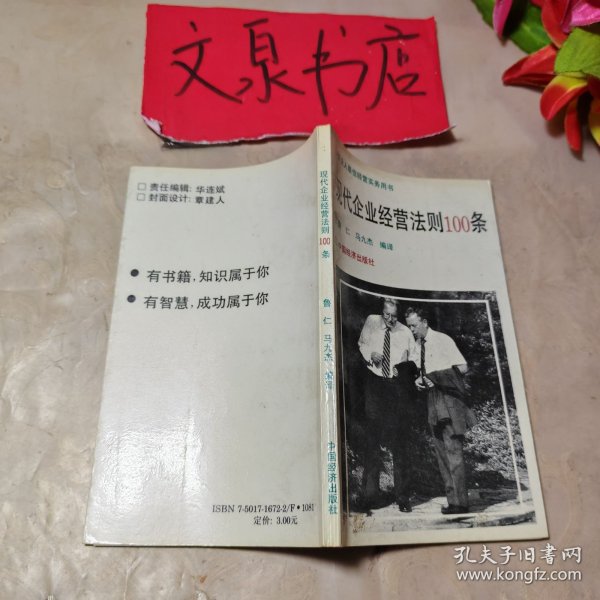 文泉书店
□ 责任编辑: 华连斌
□ 封面设计: 覃建人
● 有书籍,知识属于你
● 有智慧,成功属于你
ISBN 7-5017-1672-2/F·1081
定价: 3.00元
现代企业经营法则100条
鲁仁 马九杰 编译
中国经济出版社
现代企业经营法则100条
仁 马九杰 编译
中国经济出版社
孔夫子旧书网
www.kongfz.com